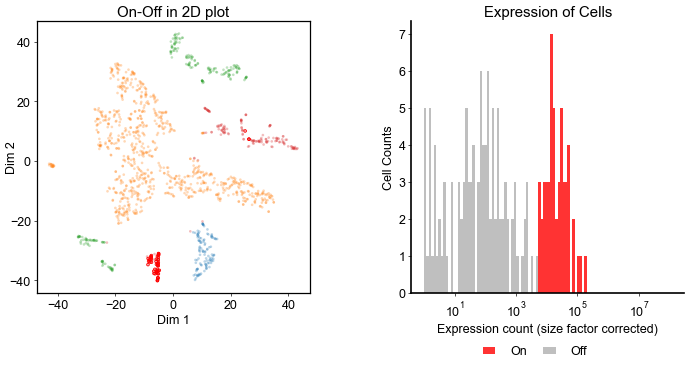 On-Off in 2D plot
Dim 2
40
20
0
−20
−40
−40 −20 0 20 40
Dim 1
Expression of Cells
Cell Counts
7
6
5
4
3
2
1
0
10^1 10^3 10^5 10^7
Expression count (size factor corrected)
On Off